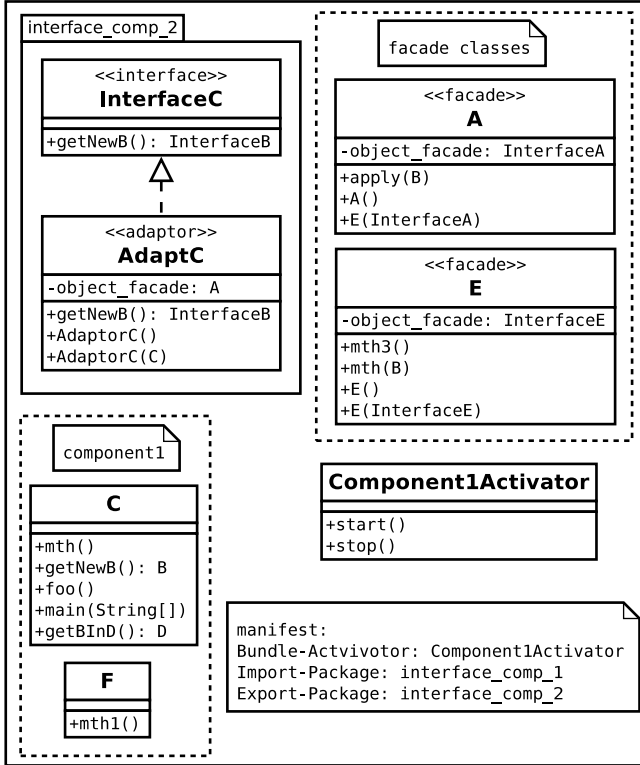 interface_comp_2
<<interface>>
InterfaceC
+getNewB(): InterfaceB
<<adaptor>>
AdaptC
-object_facade: A
+getNewB(): InterfaceB
+AdaptorC()
+AdaptorC(C)
facade classes
<<facade>>
A
-object_facade: InterfaceA
+apply(B)
+A()
+E(InterfaceA)
<<facade>>
E
-object_facade: InterfaceE
+mth3()
+mth(B)
+E()
+E(InterfaceE)
component1
C
+mth()
+getNewB(): B
+foo()
+main(String[])
+getBInD(): D
F
+mth1()
Component1Activator
+start()
+stop()
manifest:
Bundle-Actvivotor: Component1Activator
Import-Package: interface_comp_1
Export-Package: interface_comp_2